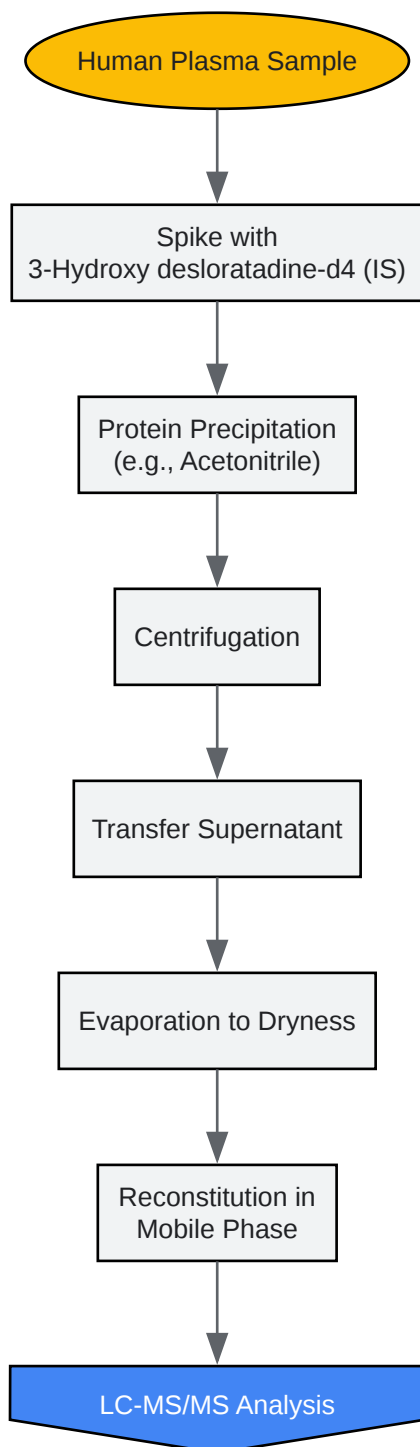 Human Plasma Sample
Spike with
3-Hydroxy desloratadine-d4 (IS)
Protein Precipitation
(e.g., Acetonitrile)
Centrifugation
Transfer Supernatant
Evaporation to Dryness
Reconstitution in
Mobile Phase
LC-MS/MS Analysis